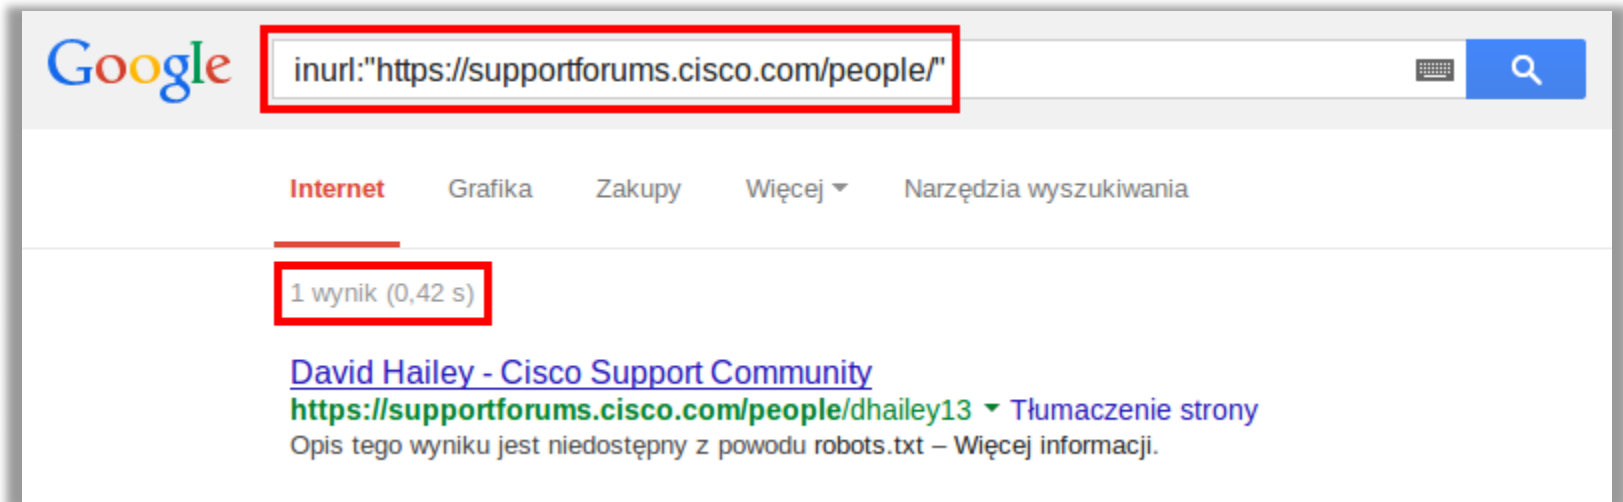 Google
inurl:"https://supportforums.cisco.com/people/"
Internet Grafika Zakupy Więcej Narzędzia wyszukiwania
1 wynik (0,42 s)
David Hailey - Cisco Support Community
https://supportforums.cisco.com/people/dhailey13 Tłumaczenie strony
Opis tego wyniku jest niedostępny z powodu robots.txt – Więcej informacji.